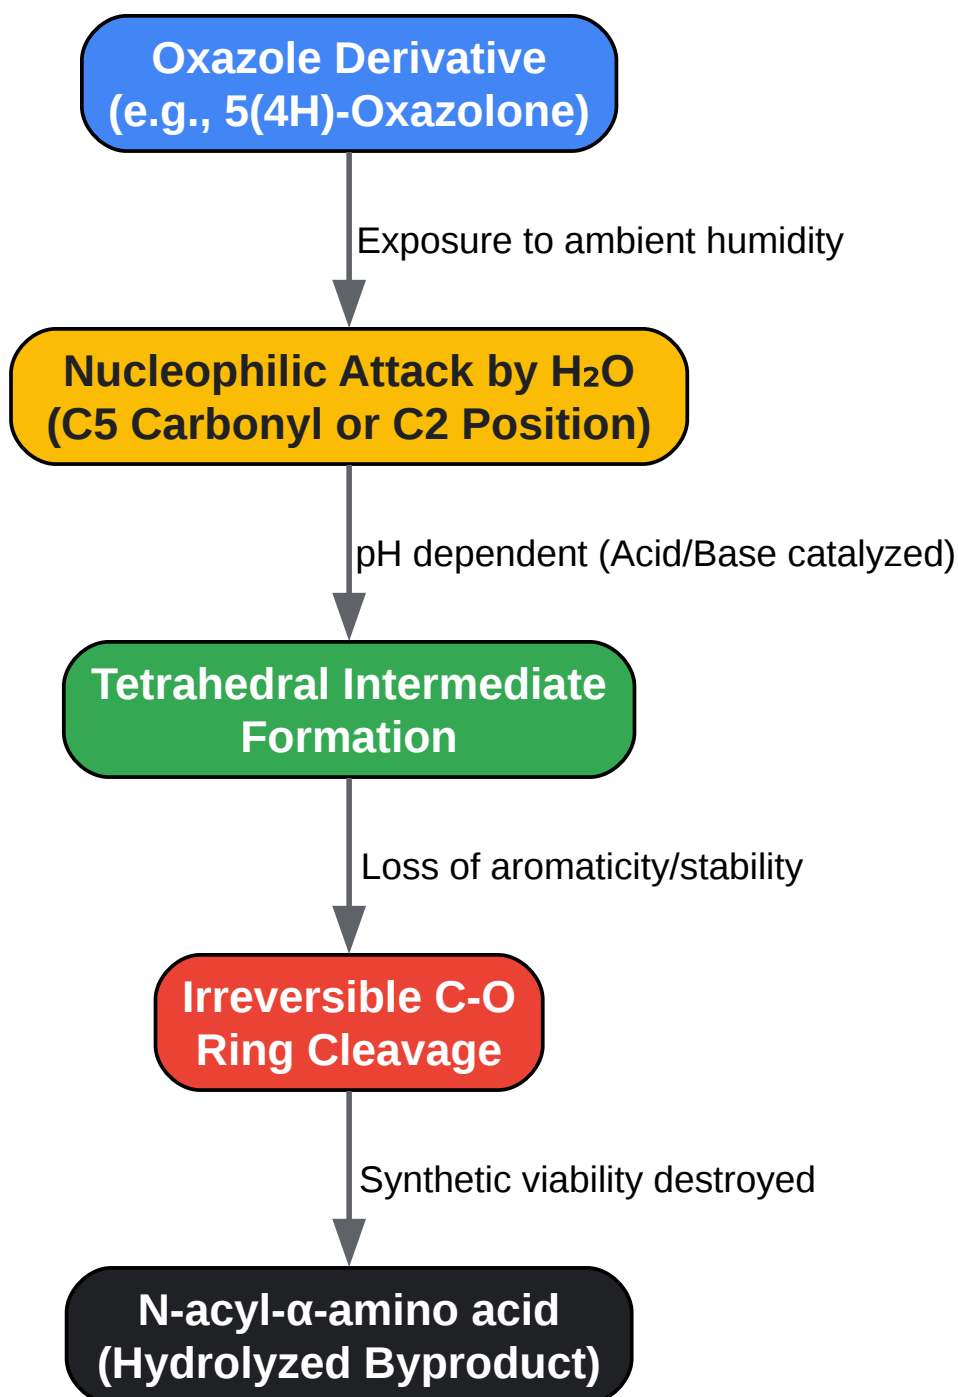 Oxazole Derivative
(e.g., 5(4H)-Oxazolone)
Exposure to ambient humidity
Nucleophilic Attack by H₂O
(C5 Carbonyl or C2 Position)
pH dependent (Acid/Base catalyzed)
Tetrahedral Intermediate
Formation
Loss of aromaticity/stability
Irreversible C-O
Ring Cleavage
Synthetic viability destroyed
N-acyl-α-amino acid
(Hydrolyzed Byproduct)